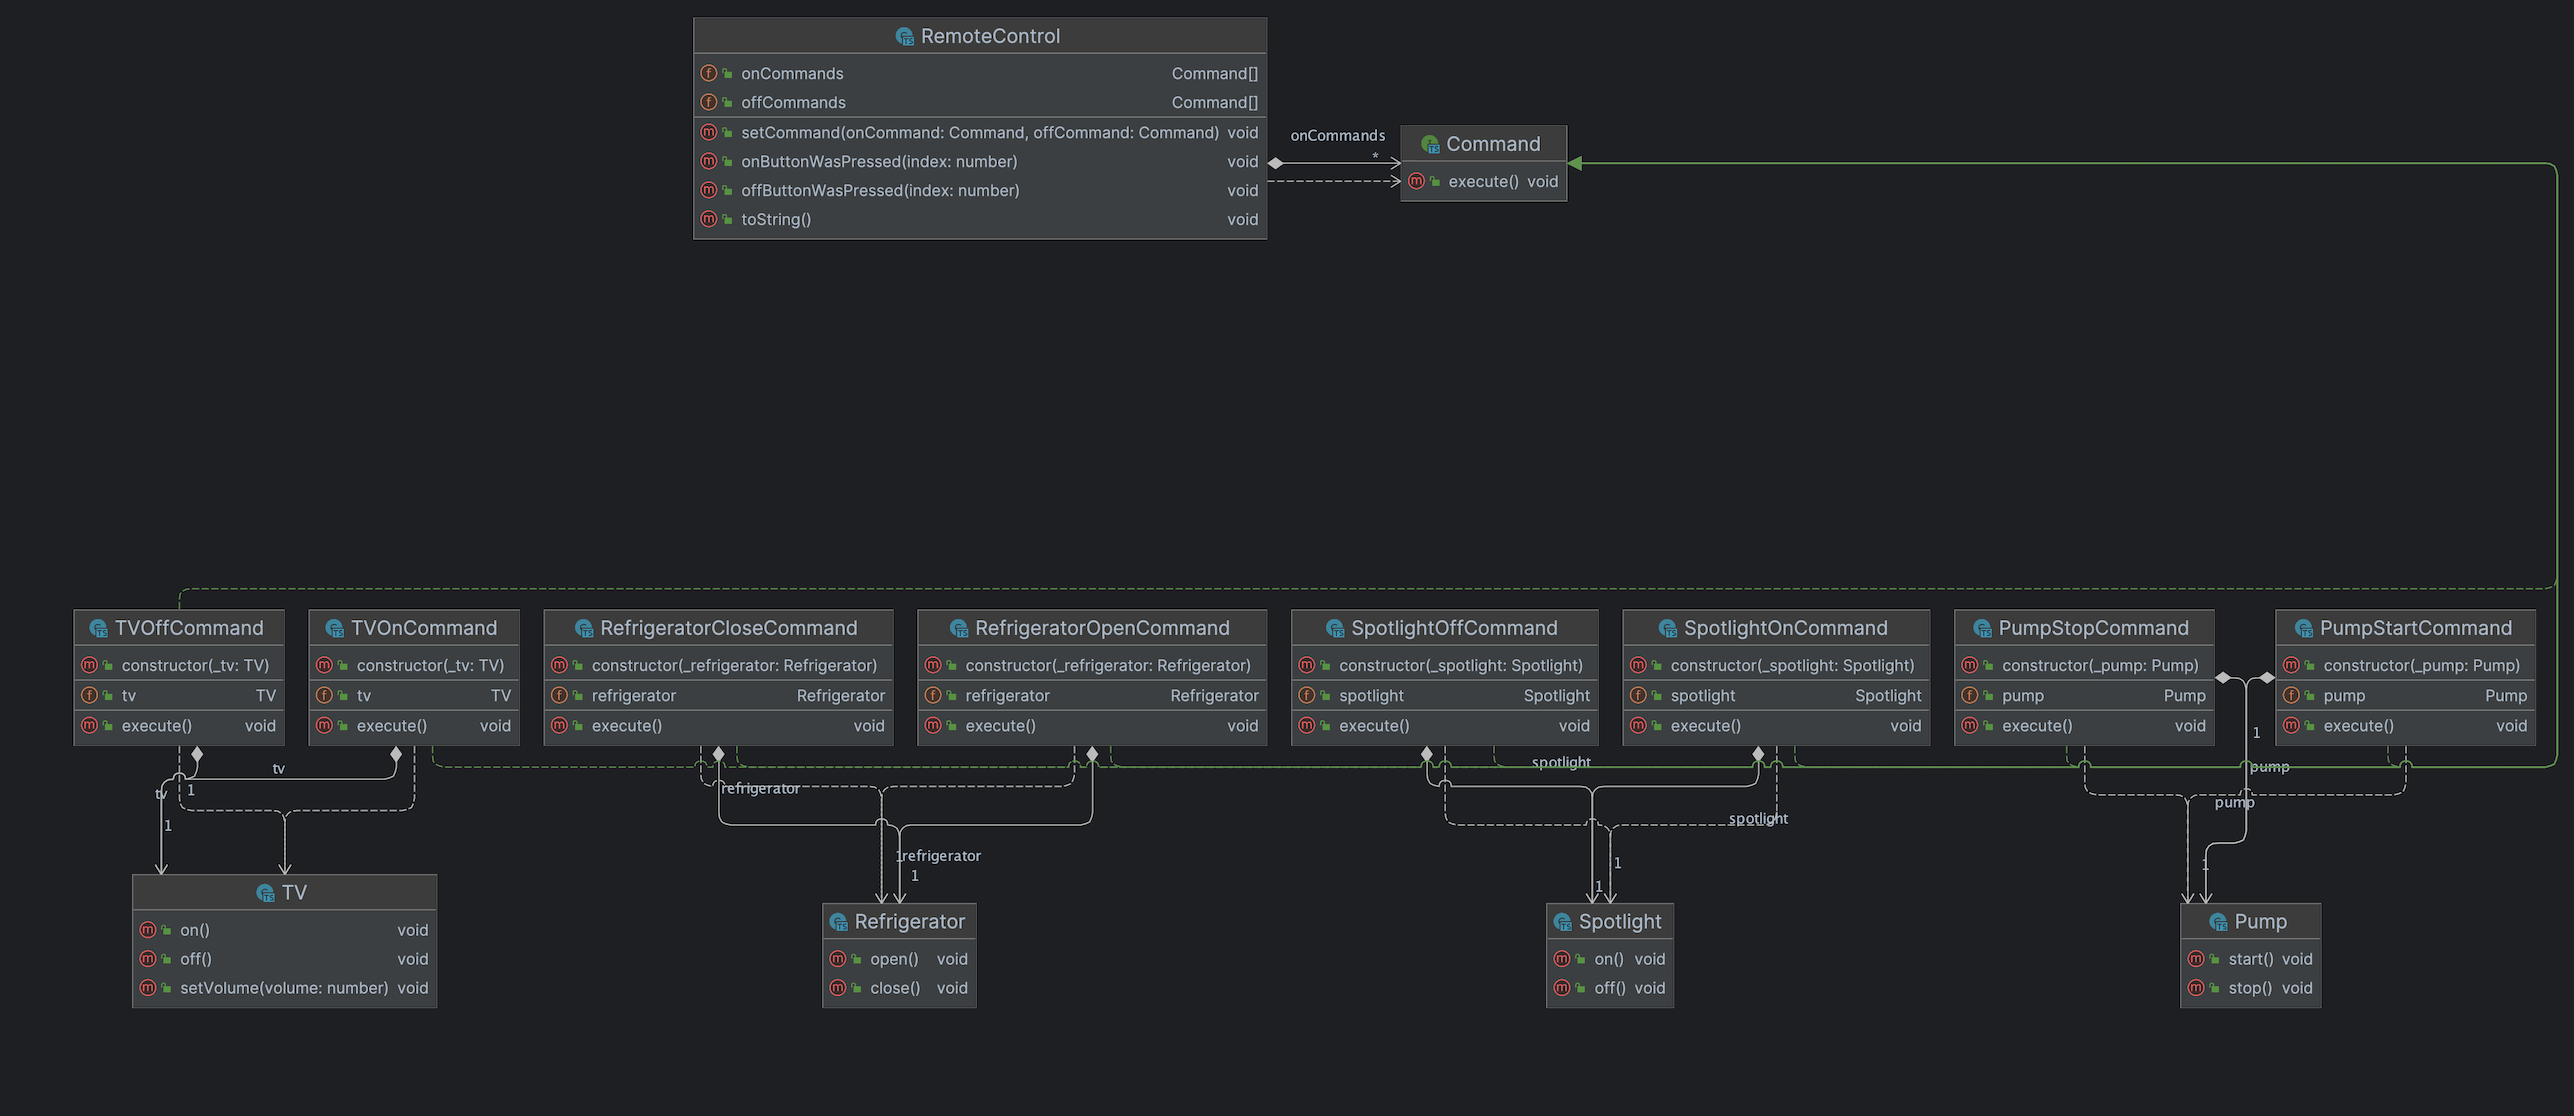 RemoteControl
onCommands Command[]
offCommands Command[]
setCommand(onCommand: Command, offCommand: Command) void
onButtonWasPressed(index: number) void
offButtonWasPressed(index: number) void
toString() void
onCommands
*
Command
execute() void
TVOffCommand
constructor(_tv: TV)
tv TV
execute() void
TVOnCommand
constructor(_tv: TV)
tv TV
execute() void
RefrigeratorCloseCommand
constructor(_refrigerator: Refrigerator)
refrigerator Refrigerator
execute() void
RefrigeratorOpenCommand
constructor(_refrigerator: Refrigerator)
refrigerator Refrigerator
execute() void
SpotlightOffCommand
constructor(_spotlight: Spotlight)
spotlight Spotlight
execute() void
SpotlightOnCommand
constructor(_spotlight: Spotlight)
spotlight Spotlight
execute() void
PumpStopCommand
constructor(_pump: Pump)
pump Pump
execute() void
PumpStartCommand
constructor(_pump: Pump)
pump Pump
execute() void
tv
tv
1
1
refrigerator
1
refrigerator
1
spotlight
spotlight
1
1
1
pump
pump
1
TV
on() void
off() void
setVolume(volume: number) void
Refrigerator
open() void
close() void
Spotlight
on() void
off() void
Pump
start() void
stop() void